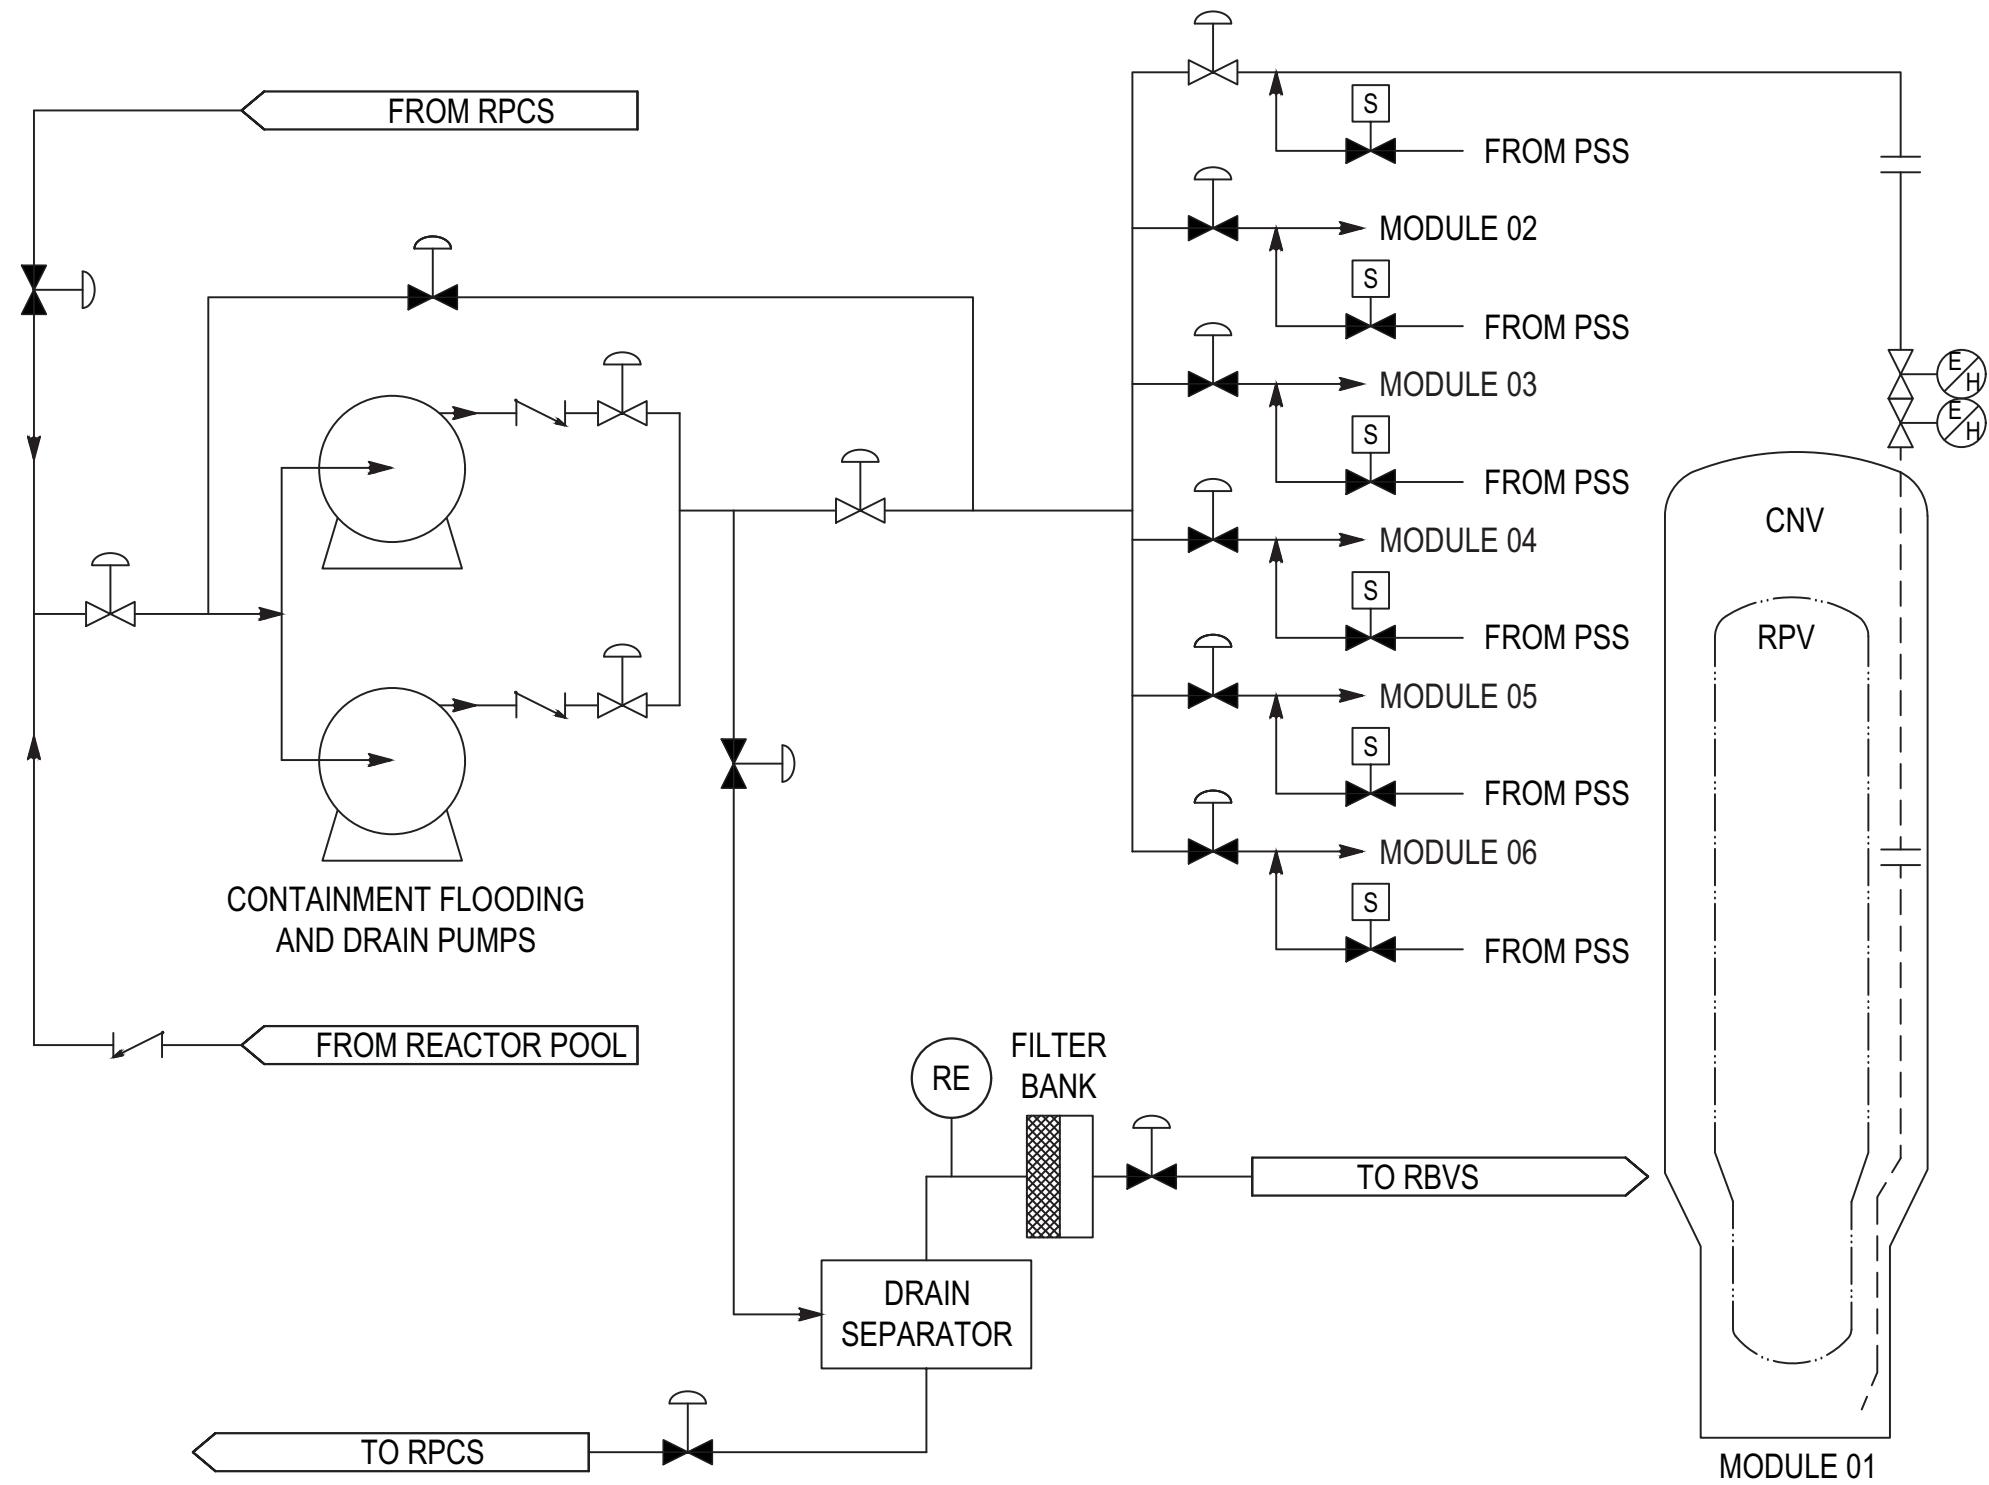 FROM RPCS
S
FROM PSS
MODULE 02
S
FROM PSS
MODULE 03
S
FROM PSS
MODULE 04
S
FROM PSS
MODULE 05
S
FROM PSS
MODULE 06
S
FROM PSS
E
H
E
H
CNV
RPV
MODULE 01
CONTAINMENT FLOODING
AND DRAIN PUMPS
FROM REACTOR POOL
RE
FILTER
BANK
TO RBVS
DRAIN
SEPARATOR
TO RPCS